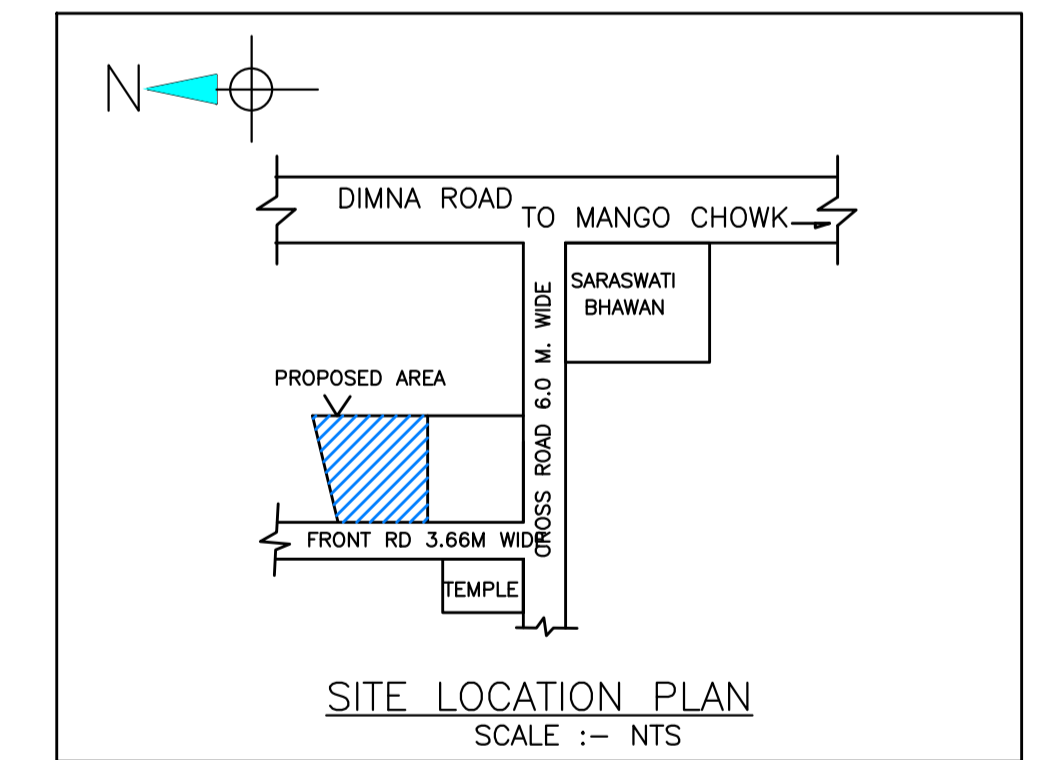 N
DIMNA ROAD
TO MANGO CHOWK
SARASWATI
BHAWAN
CROSS ROAD 6.0 M. WIDE
PROPOSED AREA
FRONT RD 3.66M WIDE
TEMPLE
SITE LOCATION PLAN
SCALE :- NTS